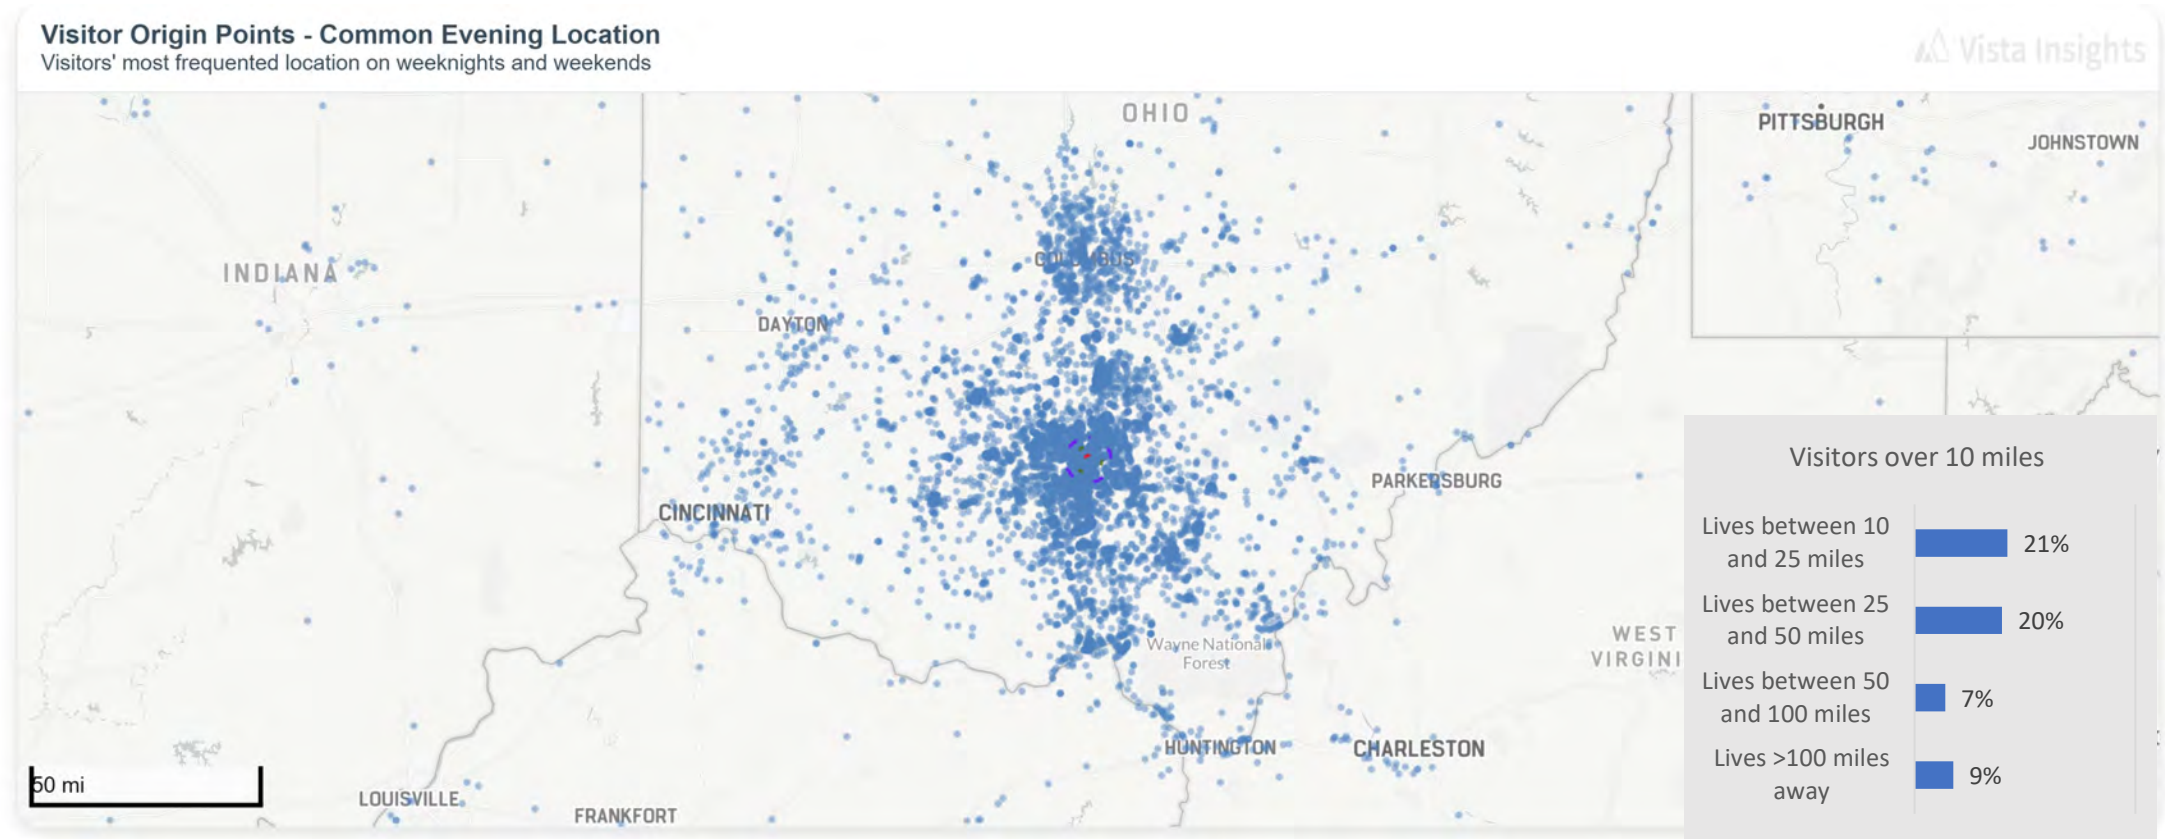 Visitor Origin Points - Common Evening Location
Visitors' most frequented location on weeknights and weekends
Vista Insights
OHIO
PITTSBURGH
JOHNSTOWN
COLUMBUS
INDIANA
DAYTON
PARKERSBURG
CINCINNATI
Wayne National
Forest
WEST
VIRGINI
HUNTINGTON
CHARLESTON
50 mi
LOUISVILLE
FRANKFORT
Visitors over 10 miles
Lives between 10
and 25 miles
21%
Lives between 25
and 50 miles
20%
Lives between 50
and 100 miles
7%
Lives >100 miles
away
9%